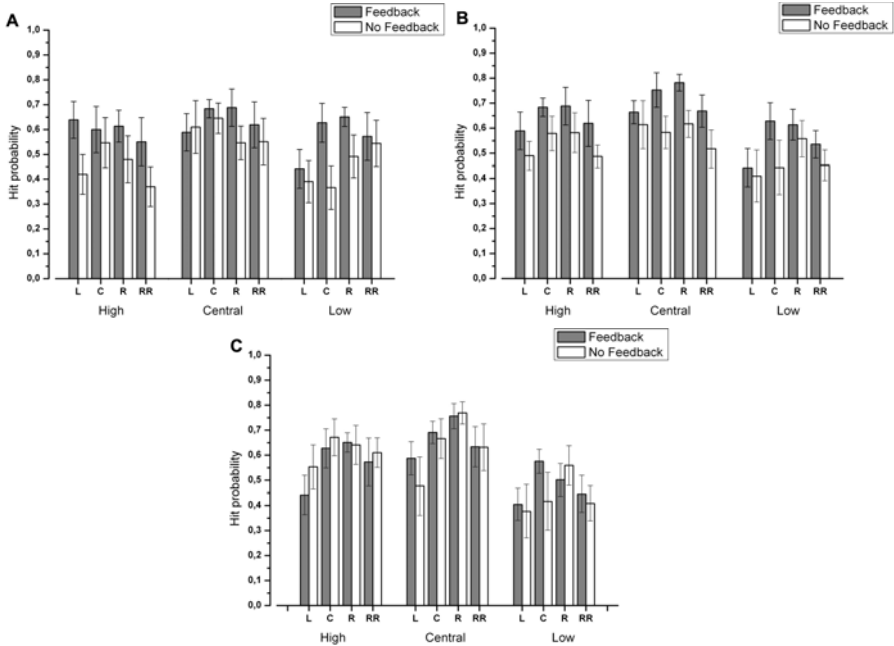 A
Feedback
No Feedback
Hit probability
1,0
0,9
0,8
0,7
0,6
0,5
0,4
0,3
0,2
0,1
0,0
L C R RR L C R RR L C R RR
High Central Low
B
Feedback
No Feedback
Hit probability
1,0
0,9
0,8
0,7
0,6
0,5
0,4
0,3
0,2
0,1
0,0
L C R RR L C R RR L C R RR
High Central Low
C
Feedback
No Feedback
Hit probability
1,0
0,9
0,8
0,7
0,6
0,5
0,4
0,3
0,2
0,1
0,0
L C R RR L C R RR L C R RR
High Central Low